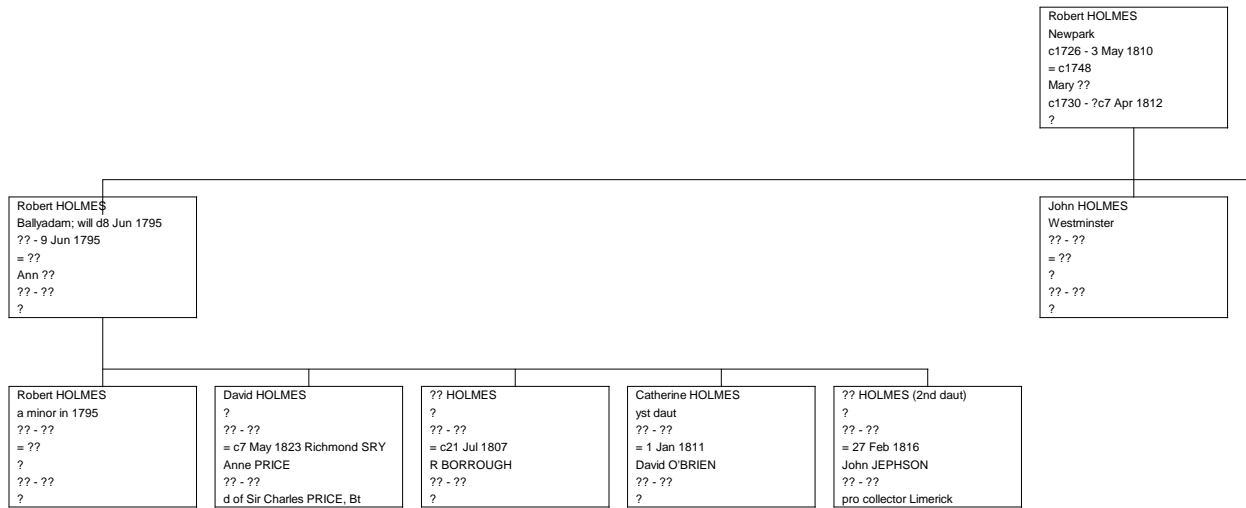 Robert HOLMES
Newpark
c1726 - 3 May 1810
= c1748
Mary ??
c1730 - ?c7 Apr 1812
?
Robert HOLMES
Ballyadam; will d8 Jun 1795
?? - 9 Jun 1795
= ??
Ann ??
?? - ??
?
John HOLMES
Westminster
?? - ??
= ??
?
?? - ??
?
Robert HOLMES
a minor in 1795
?? - ??
= ??
?
?? - ??
?
David HOLMES
?
?? - ??
= c7 May 1823 Richmond SRY
Anne PRICE
?? - ??
d of Sir Charles PRICE, Bt
?? HOLMES
?
?? - ??
= c21 Jul 1807
R BORROUGH
?? - ??
?
Catherine HOLMES
yst daut
?? - ??
= 1 Jan 1811
David O'BRIEN
?? - ??
?
?? HOLMES (2nd daut)
?
?? - ??
= 27 Feb 1816
John JEPHSON
?? - ??
pro collector Limerick